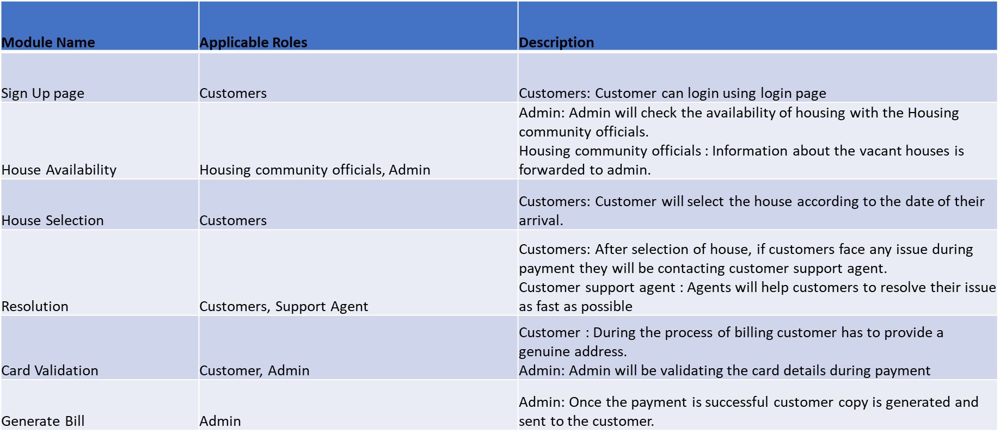 Module Name
Applicable Roles
Description
Sign Up page
Customers
Customers: Customer can login using login page
House Availability
Housing community officials, Admin
Admin: Admin will check the availability of housing with the Housing
community officials.
Housing community officials : Information about the vacant houses is
forwarded to admin.
House Selection
Customers
Customers: Customer will select the house according to the date of their
arrival.
Resolution
Customers, Support Agent
Customers: After selection of house, if customers face any issue during
payment they will be contacting customer support agent.
Customer support agent : Agents will help customers to resolve their issue
as fast as possible
Card Validation
Customer, Admin
Customer : During the process of billing customer has to provide a
genuine address.
Admin: Admin will be validating the card details during payment
Generate Bill
Admin
Admin: Once the payment is successful customer copy is generated and
sent to the customer.